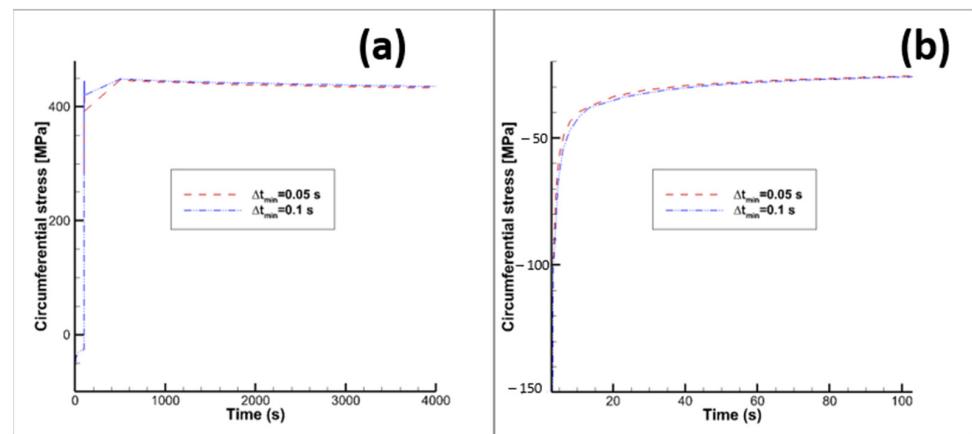 (a)
Circumferential stress [MPa]
400
200
0
Δtmin=0.05 s
Δtmin=0.1 s
0 1000 2000 3000 4000
Time (s)
(b)
Circumferential stress [MPa]
−50
−100
−150
Δtmin=0.05 s
Δtmin=0.1 s
20 40 60 80 100
Time (s)